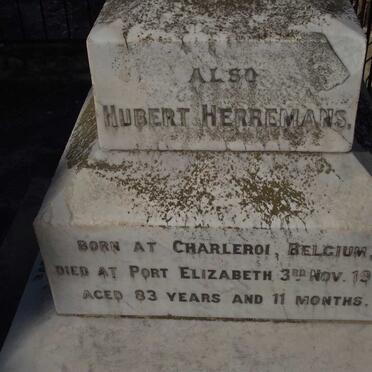 ALSO
HUBERT HERREMANS.
BORN AT CHARLEROI, BELGIUM,
DIED AT PORT ELIZABETH 3RD NOV. 19
AGED 83 YEARS AND 11 MONTHS.